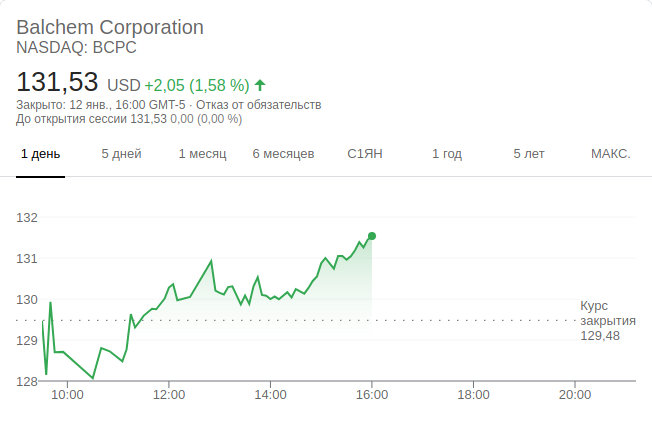 Balchem Corporation
NASDAQ: BCPC
131,53 USD +2,05 (1,58 %)
Закрыто: 12 янв., 16:00 GMT-5 · Отказ от обязательств
До открытия сессии 131,53 0,00 (0,00 %)
1 день 5 дней 1 месяц 6 месяцев С1ЯН 1 год 5 лет МАКС.
132
131
130
Курс
закрытия
129,48
129
128
10:00 12:00 14:00 16:00 18:00 20:00